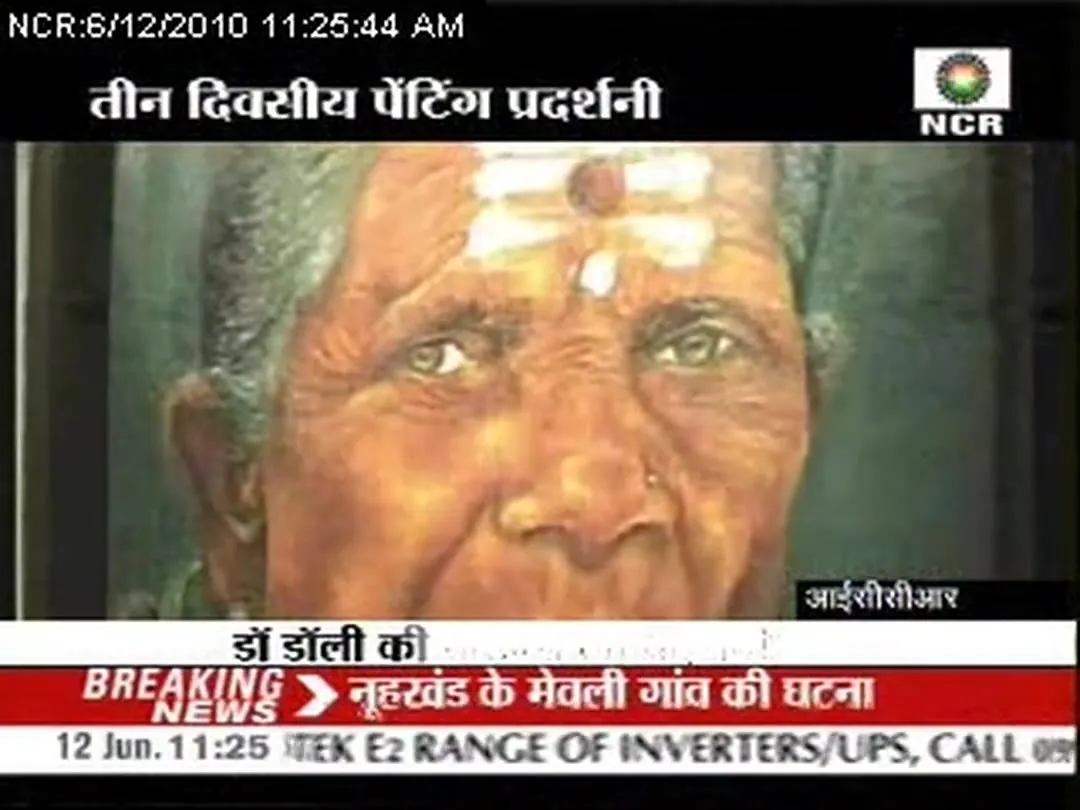 NCR:6/12/2010 11:25:44 AM
तीन दिवसीय पेंटिंग प्रदर्शनी
NCR
आईसीसीआर
डॉ डॉली की
BREAKING NEWS नूहखंड के मेवली गांव की घटना
12 Jun. 11:25 RANGE OF INVERTERS/UPS, CALL